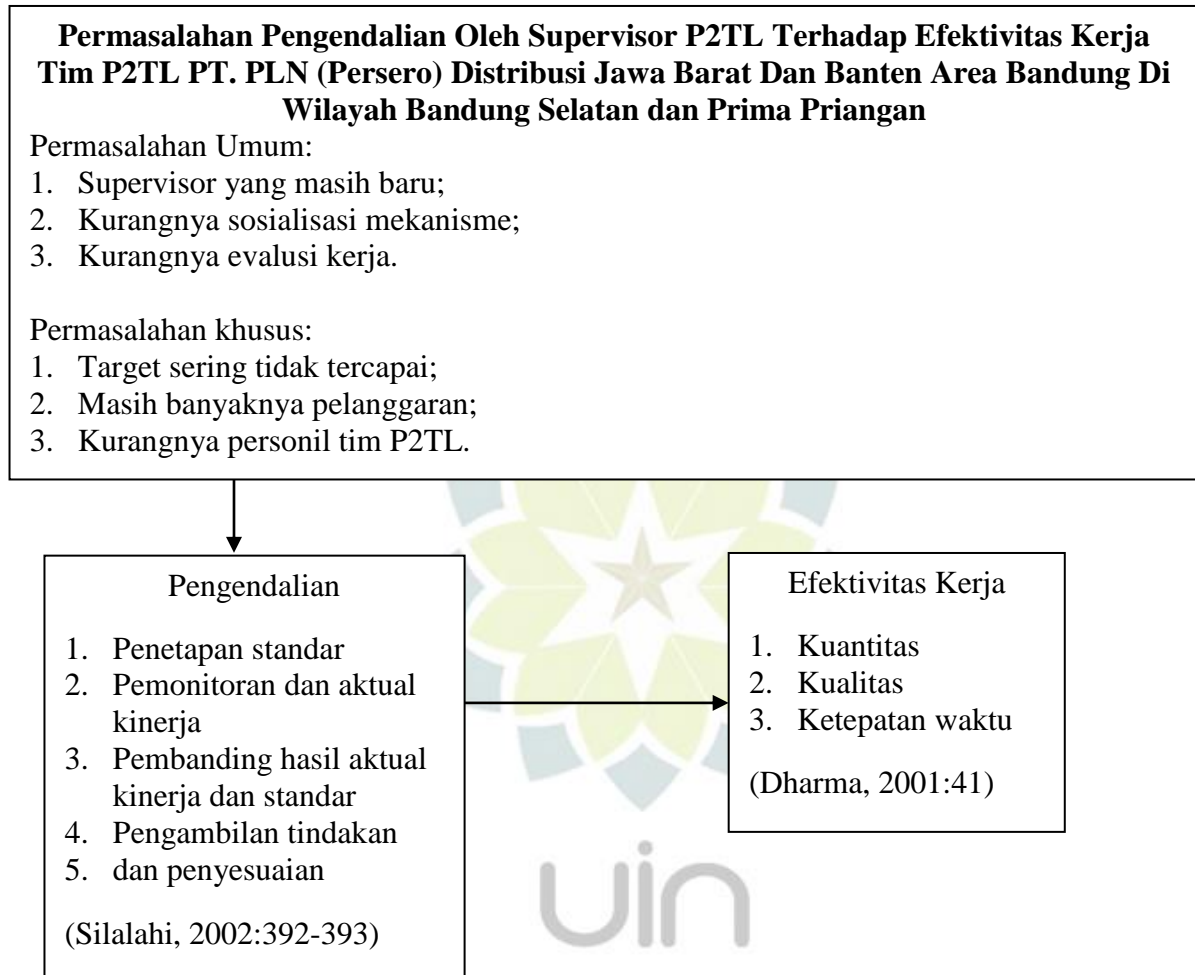 Permasalahan Pengendalian Oleh Supervisor P2TL Terhadap Efektivitas Kerja
Tim P2TL PT. PLN (Persero) Distribusi Jawa Barat Dan Banten Area Bandung Di
Wilayah Bandung Selatan dan Prima Priangan
Permasalahan Umum:
1. Supervisor yang masih baru;
2. Kurangnya sosialisasi mekanisme;
3. Kurangnya evalusi kerja.
Permasalahan khusus:
1. Target sering tidak tercapai;
2. Masih banyaknya pelanggaran;
3. Kurangnya personil tim P2TL.
Pengendalian
1. Penetapan standar
2. Pemonitoran dan aktual
kinerja
3. Pembanding hasil aktual
kinerja dan standar
4. Pengambilan tindakan
5. dan penyesuaian
(Silalahi, 2002:392-393)
Efektivitas Kerja
1. Kuantitas
2. Kualitas
3. Ketepatan waktu
(Dharma, 2001:41)
uin